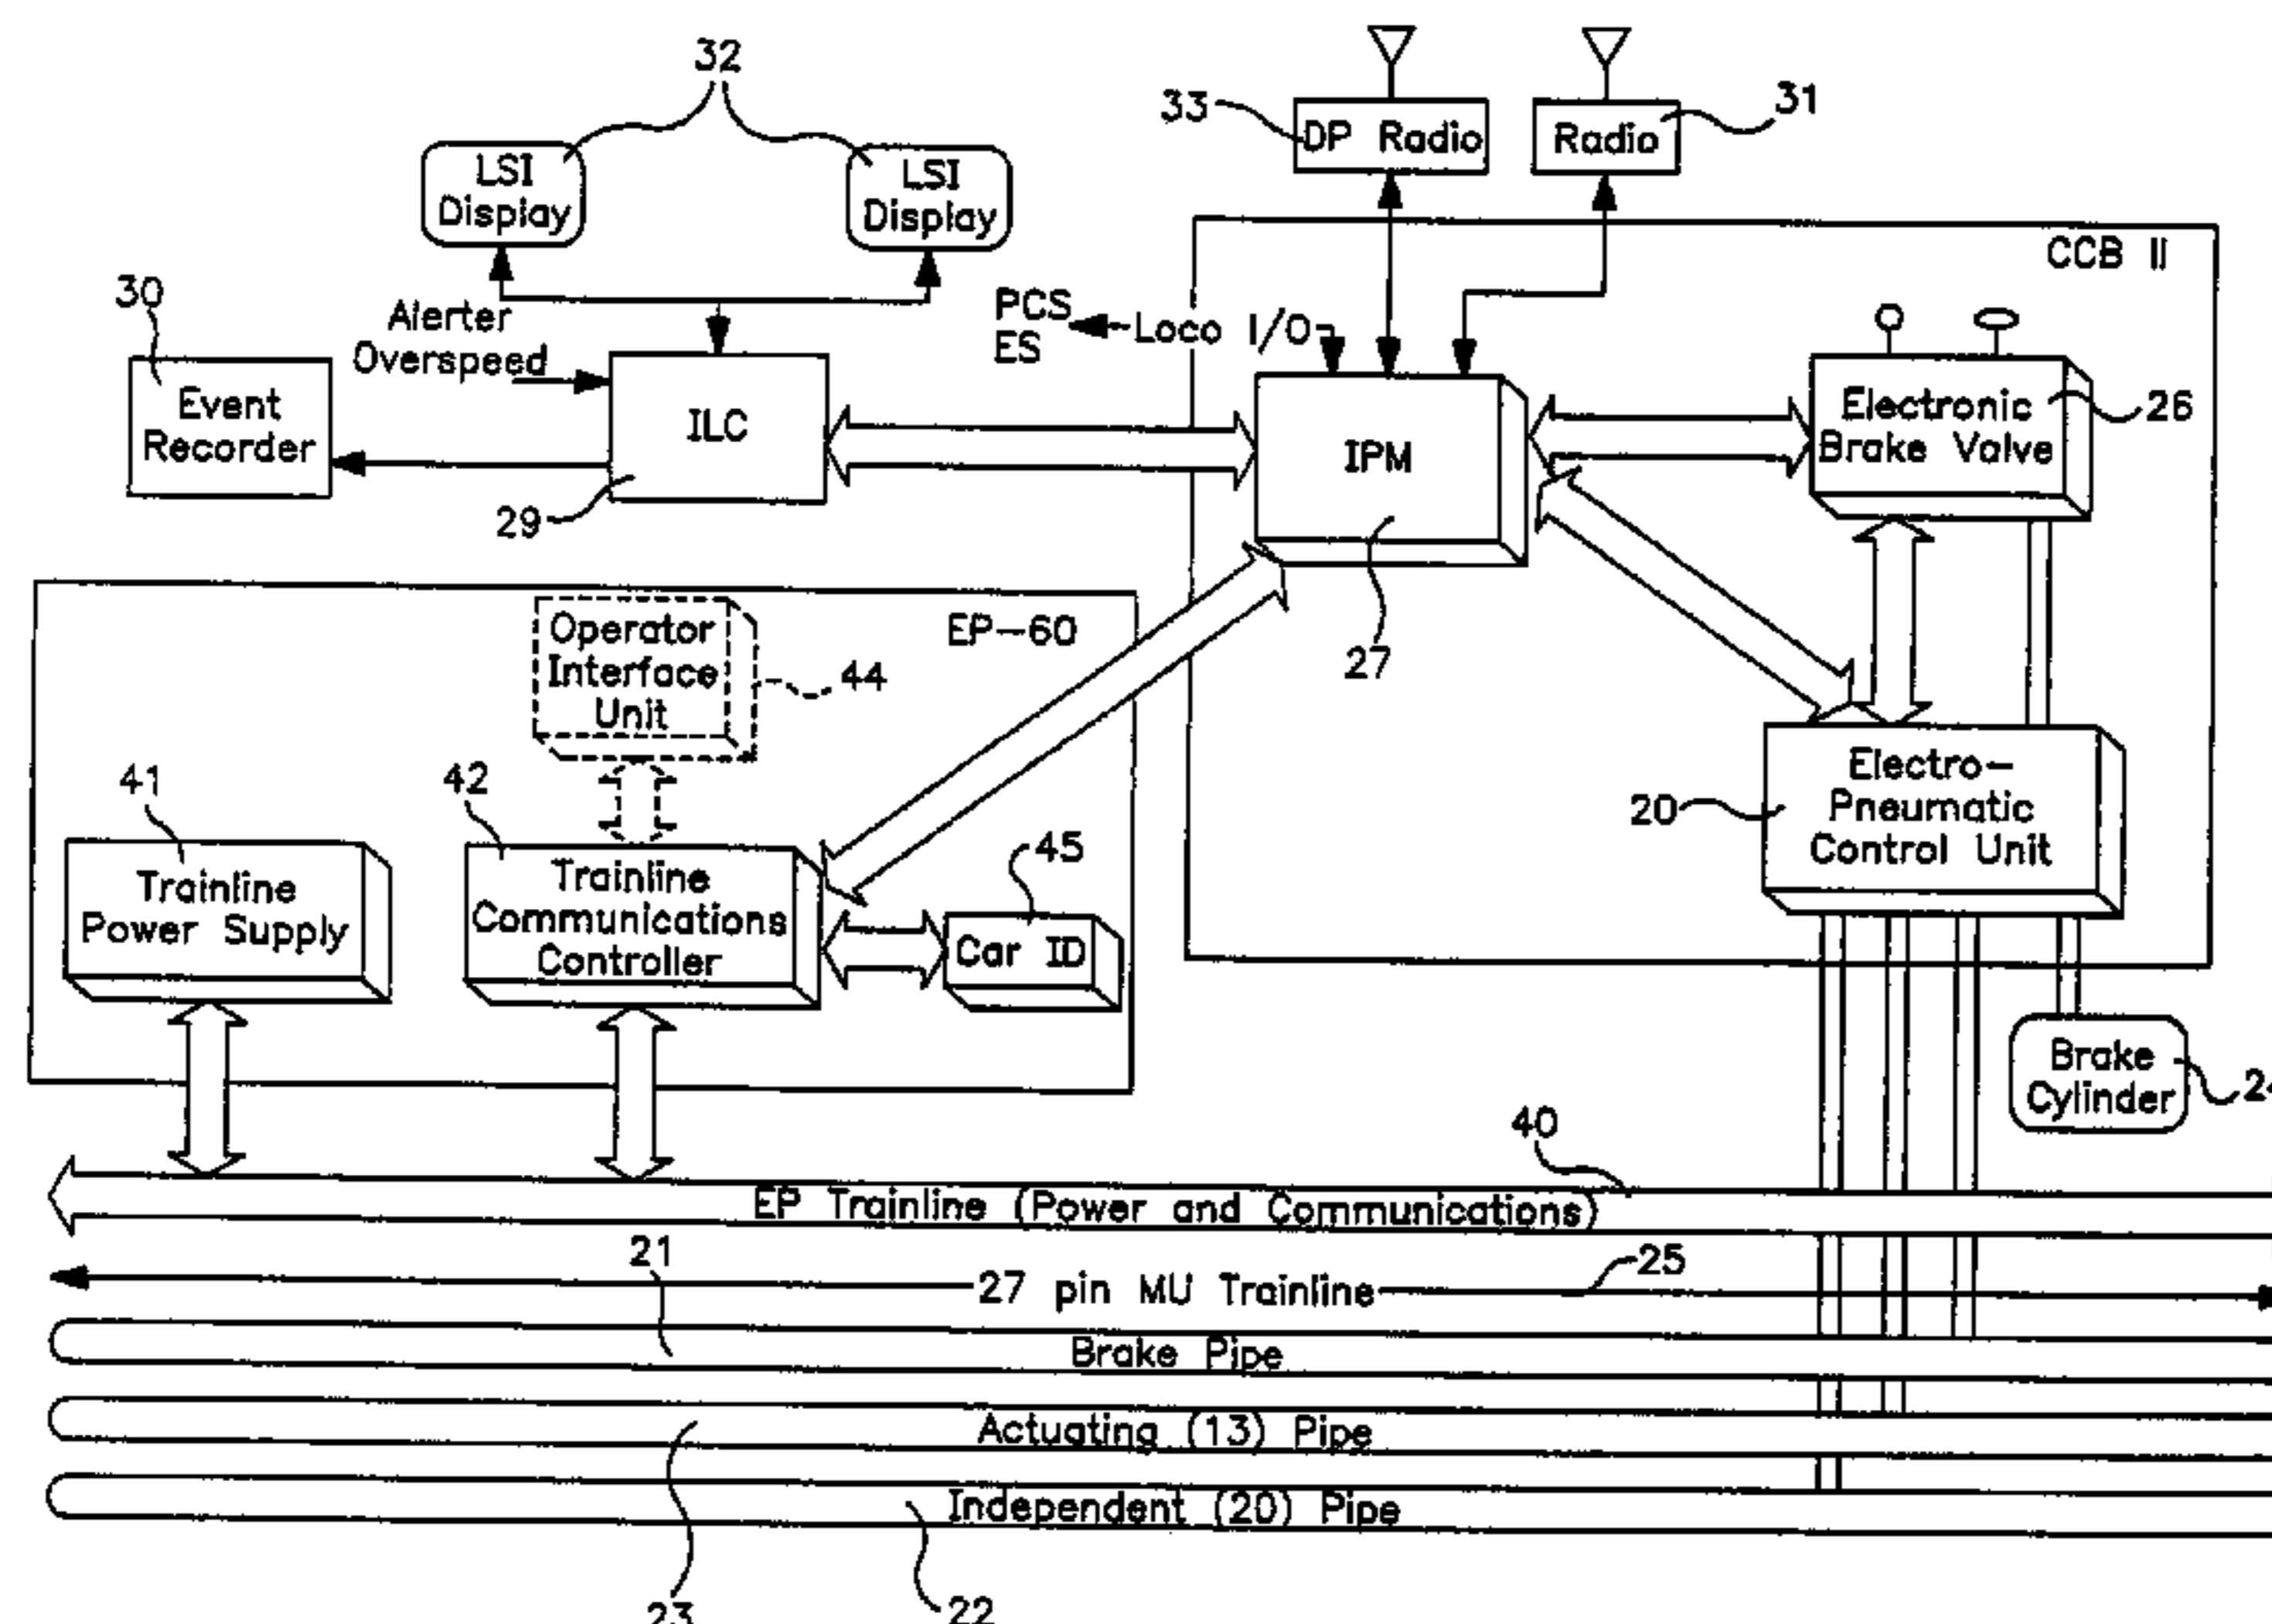 32
33
DP Radio
Radio
31
LSI
Display
LSI
Display
CCB II
30
Alerter
Overspeed
PCS
ES
Loco I/O
Event
Recorder
ILC
29
IPM
27
Electronic
Brake Valve
26
EP-60
Operator
Interface
Unit
44
41
42
Trainline
Power Supply
Trainline
Communications
Controller
45
Car ID
20
Electro-
Pneumatic
Control Unit
Brake
Cylinder
24
40
EP Trainline (Power and Communications)
21
27 pin MU Trainline
25
Brake Pipe
Actuating (13) Pipe
Independent (20) Pipe
23
22